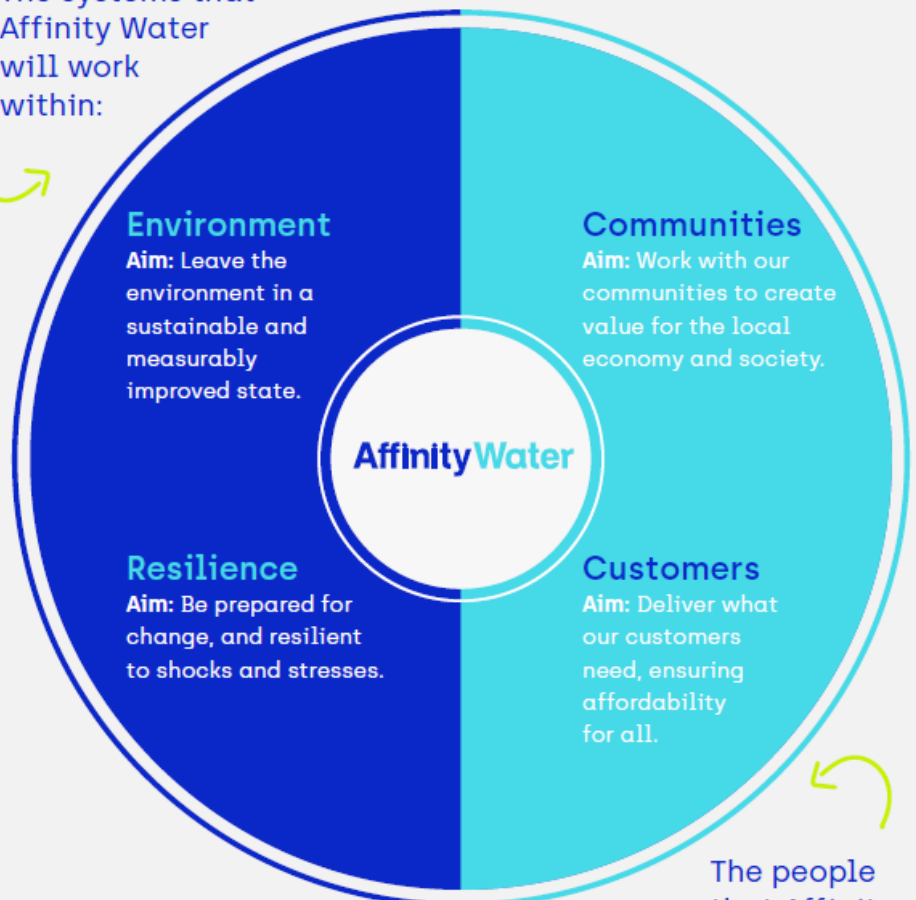 The systems that
Affinity Water
will work
within:
Environment
Aim: Leave the
environment in a
sustainable and
measurably
improved state.
Communities
Aim: Work with our
communities to create
value for the local
economy and society.
AffinityWater
Resilience
Aim: Be prepared for
change, and resilient
to shocks and stresses.
Customers
Aim: Deliver what
our customers
need, ensuring
affordability
for all.
The people